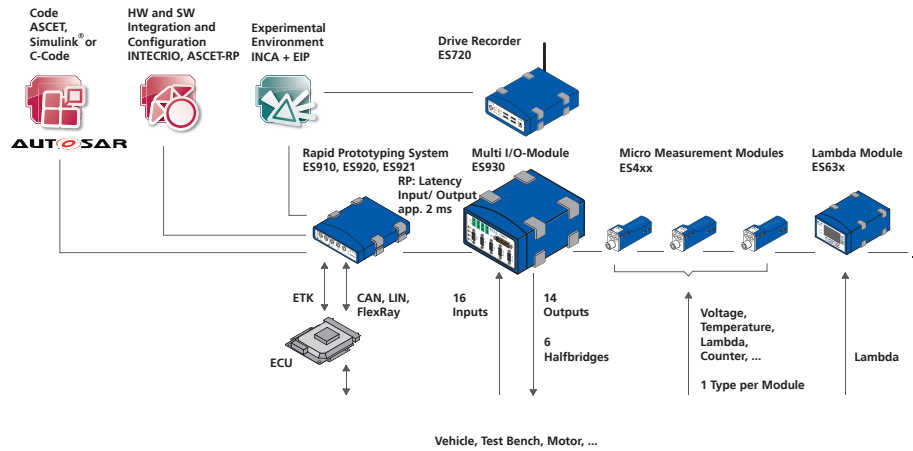 Code
ASCET,
Simulink® or
C-Code
HW and SW
Integration and
Configuration
INTECRIO, ASCET-RP
Experimental
Environment
INCA + EIP
Drive Recorder
ES720
AUTOSAR
Rapid Prototyping System
ES910, ES920, ES921
RP: Latency
Input/ Output
app. 2 ms
Multi I/O-Module
ES930
Micro Measurement Modules
ES4xx
Lambda Module
ES63x
ETK
CAN, LIN,
FlexRay
16
Inputs
14
Outputs
6
Halfbridges
Voltage,
Temperature,
Lambda,
Counter, ...
1 Type per Module
Lambda
ECU
Vehicle, Test Bench, Motor, ...